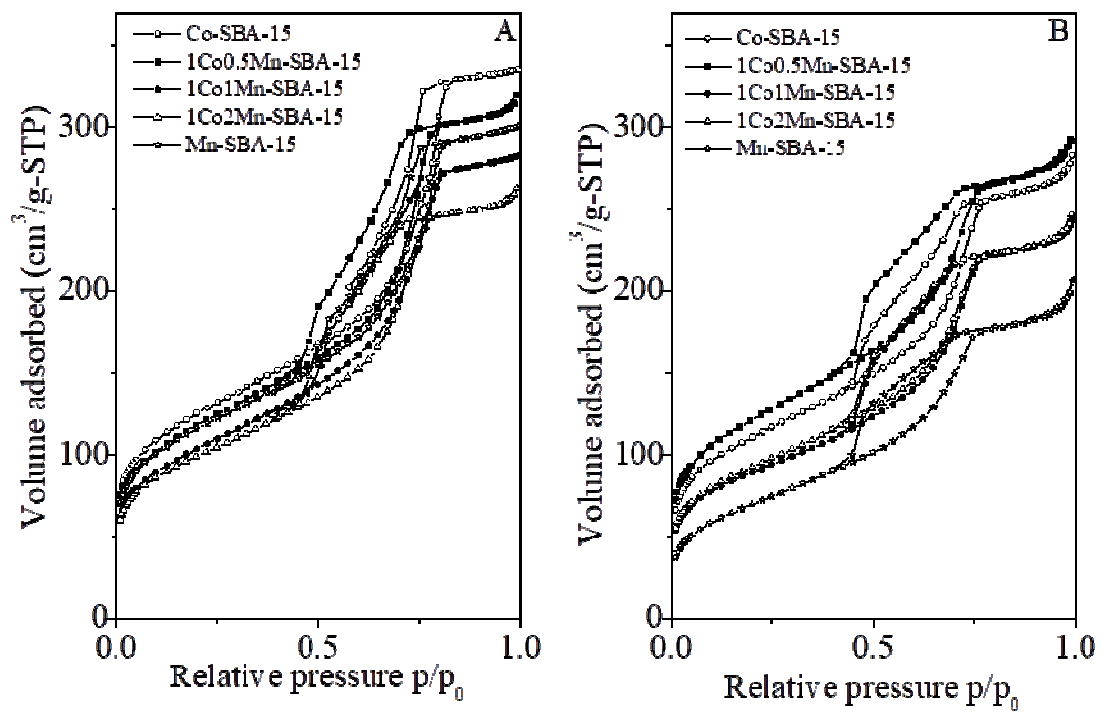 A
Co-SBA-15
1Co0.5Mn-SBA-15
1Co1Mn-SBA-15
1Co2Mn-SBA-15
Mn-SBA-15
Volume adsorbed (cm³/g-STP)
300
200
100
0
0.0 0.5 1.0
Relative pressure p/p₀
B
Co-SBA-15
1Co0.5Mn-SBA-15
1Co1Mn-SBA-15
1Co2Mn-SBA-15
Mn-SBA-15
Volume adsorbed (cm³/g-STP)
300
200
100
0
0.0 0.5 1.0
Relative pressure p/p₀